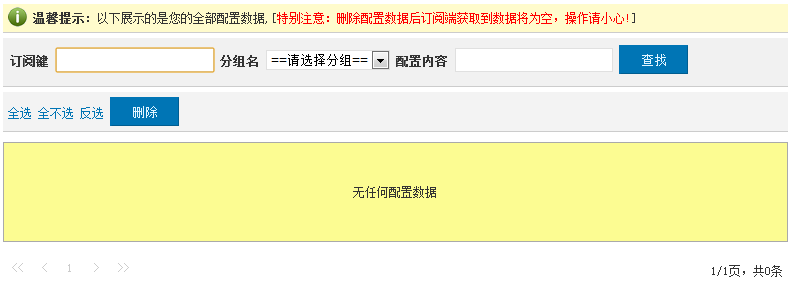 温馨提示：以下展示的是您的全部配置数据,[特别注意：删除配置数据后订阅端获取到数据将为空，操作请小心!]
订阅键 分组名 ==请选择分组== 配置内容 查找
全选 全不选 反选 删除
无任何配置数据
1 1/1页，共0条